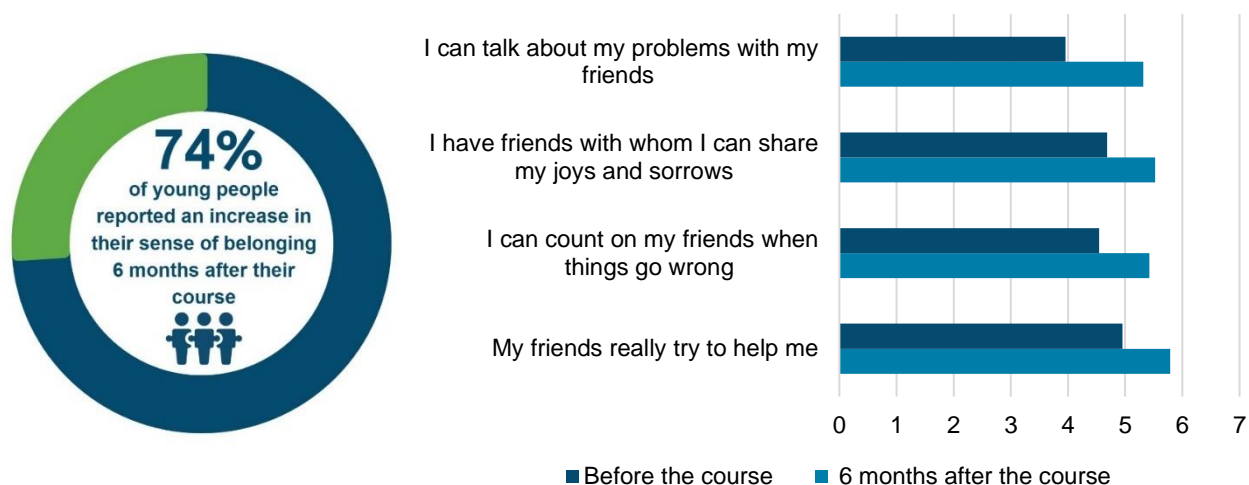 74%
of young people
reported an increase in
their sense of belonging
6 months after their
course
I can talk about my problems with my
friends
I have friends with whom I can share
my joys and sorrows
I can count on my friends when
things go wrong
My friends really try to help me
0 1 2 3 4 5 6 7
Before the course 6 months after the course